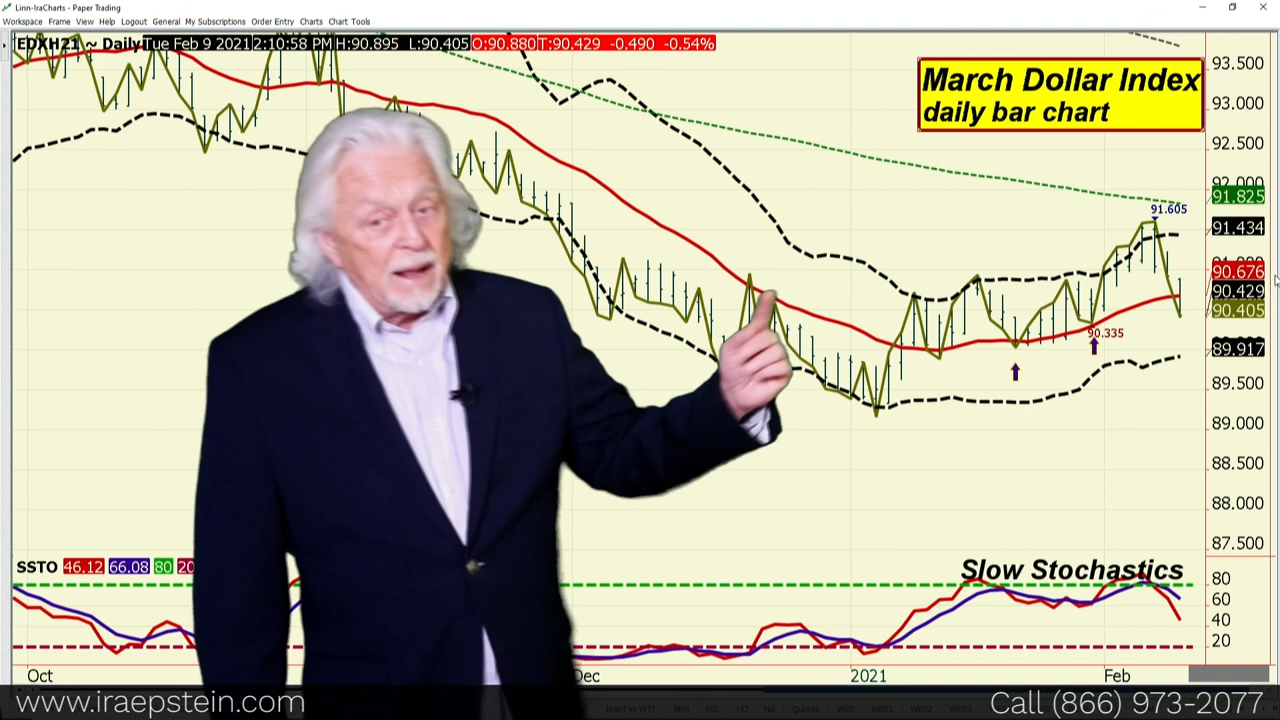 Linn-IraCharts - Paper Trading
Workspace Frame View Help Logout General My Subscriptions Order Entry Charts Chart Tools
EDXH21 ~ Daily Tue Feb 9 2021 2:10:58 PM H:90.895 L:90.405 O:90.880 T:90.429 -0.490 -0.54%
March Dollar Index
daily bar chart
93.500
93.000
92.500
92.000
91.825
91.605
91.434
90.676
90.429
90.405
90.335
89.917
89.500
89.000
88.500
88.000
87.500
SSTO 46.12 66.08 80 20
Slow Stochastics
80
60
40
20
Oct Dec 2021 Feb
www.iraepstein.com Call (866) 973-2077